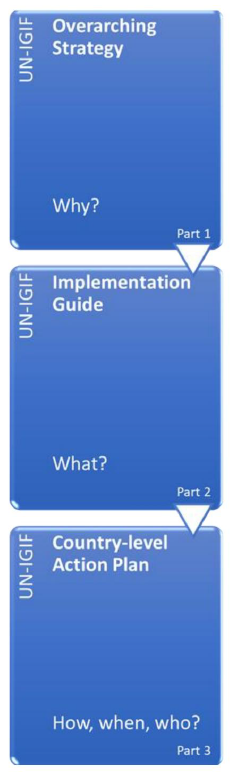 UN-IGIF
Overarching
Strategy
Why?
Part 1
UN-IGIF
Implementation
Guide
What?
Part 2
UN-IGIF
Country-level
Action Plan
How, when, who?
Part 3